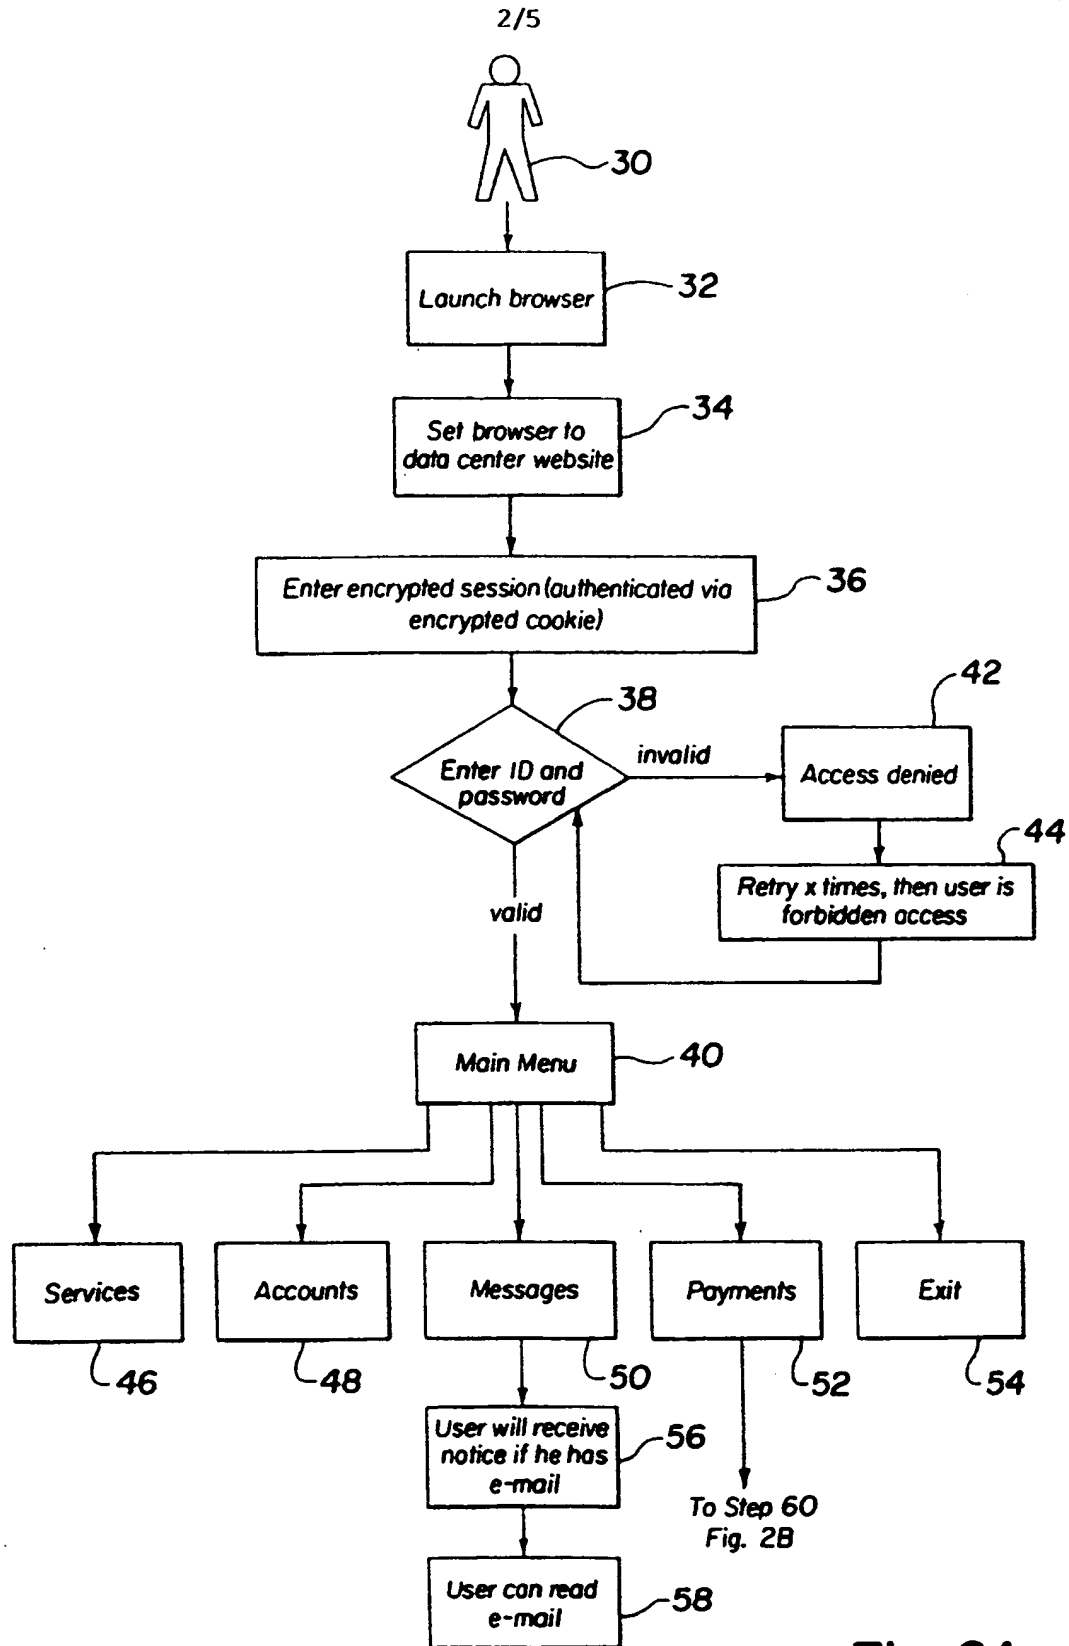 2/5
30
Launch browser
32
Set browser to
data center website
34
Enter encrypted session (authenticated via
encrypted cookie)
36
Enter ID and
password
38
invalid
Access denied
42
Retry x times, then user is
forbidden access
44
valid
Main Menu
40
Services
46
Accounts
48
Messages
50
Payments
52
Exit
54
User will receive
notice if he has
e-mail
56
To Step 60
Fig. 2B
User can read
e-mail
58